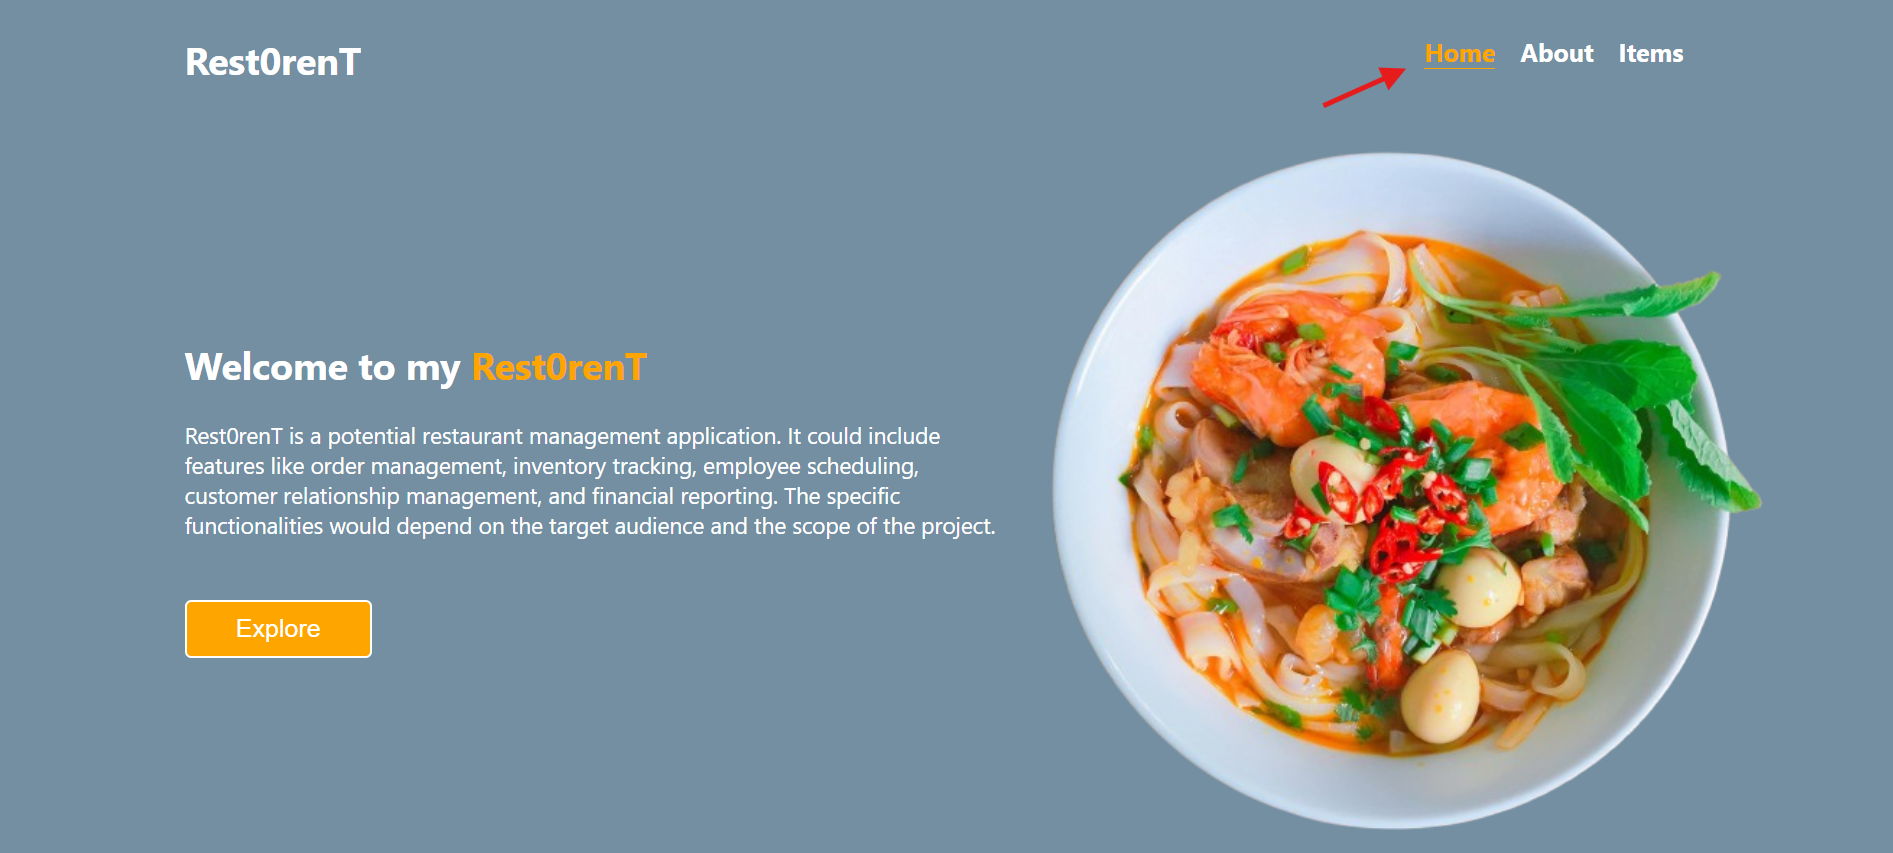 Rest0renT
Home About Items
Welcome to my Rest0renT
Rest0renT is a potential restaurant management application. It could include
features like order management, inventory tracking, employee scheduling,
customer relationship management, and financial reporting. The specific
functionalities would depend on the target audience and the scope of the project.
Explore